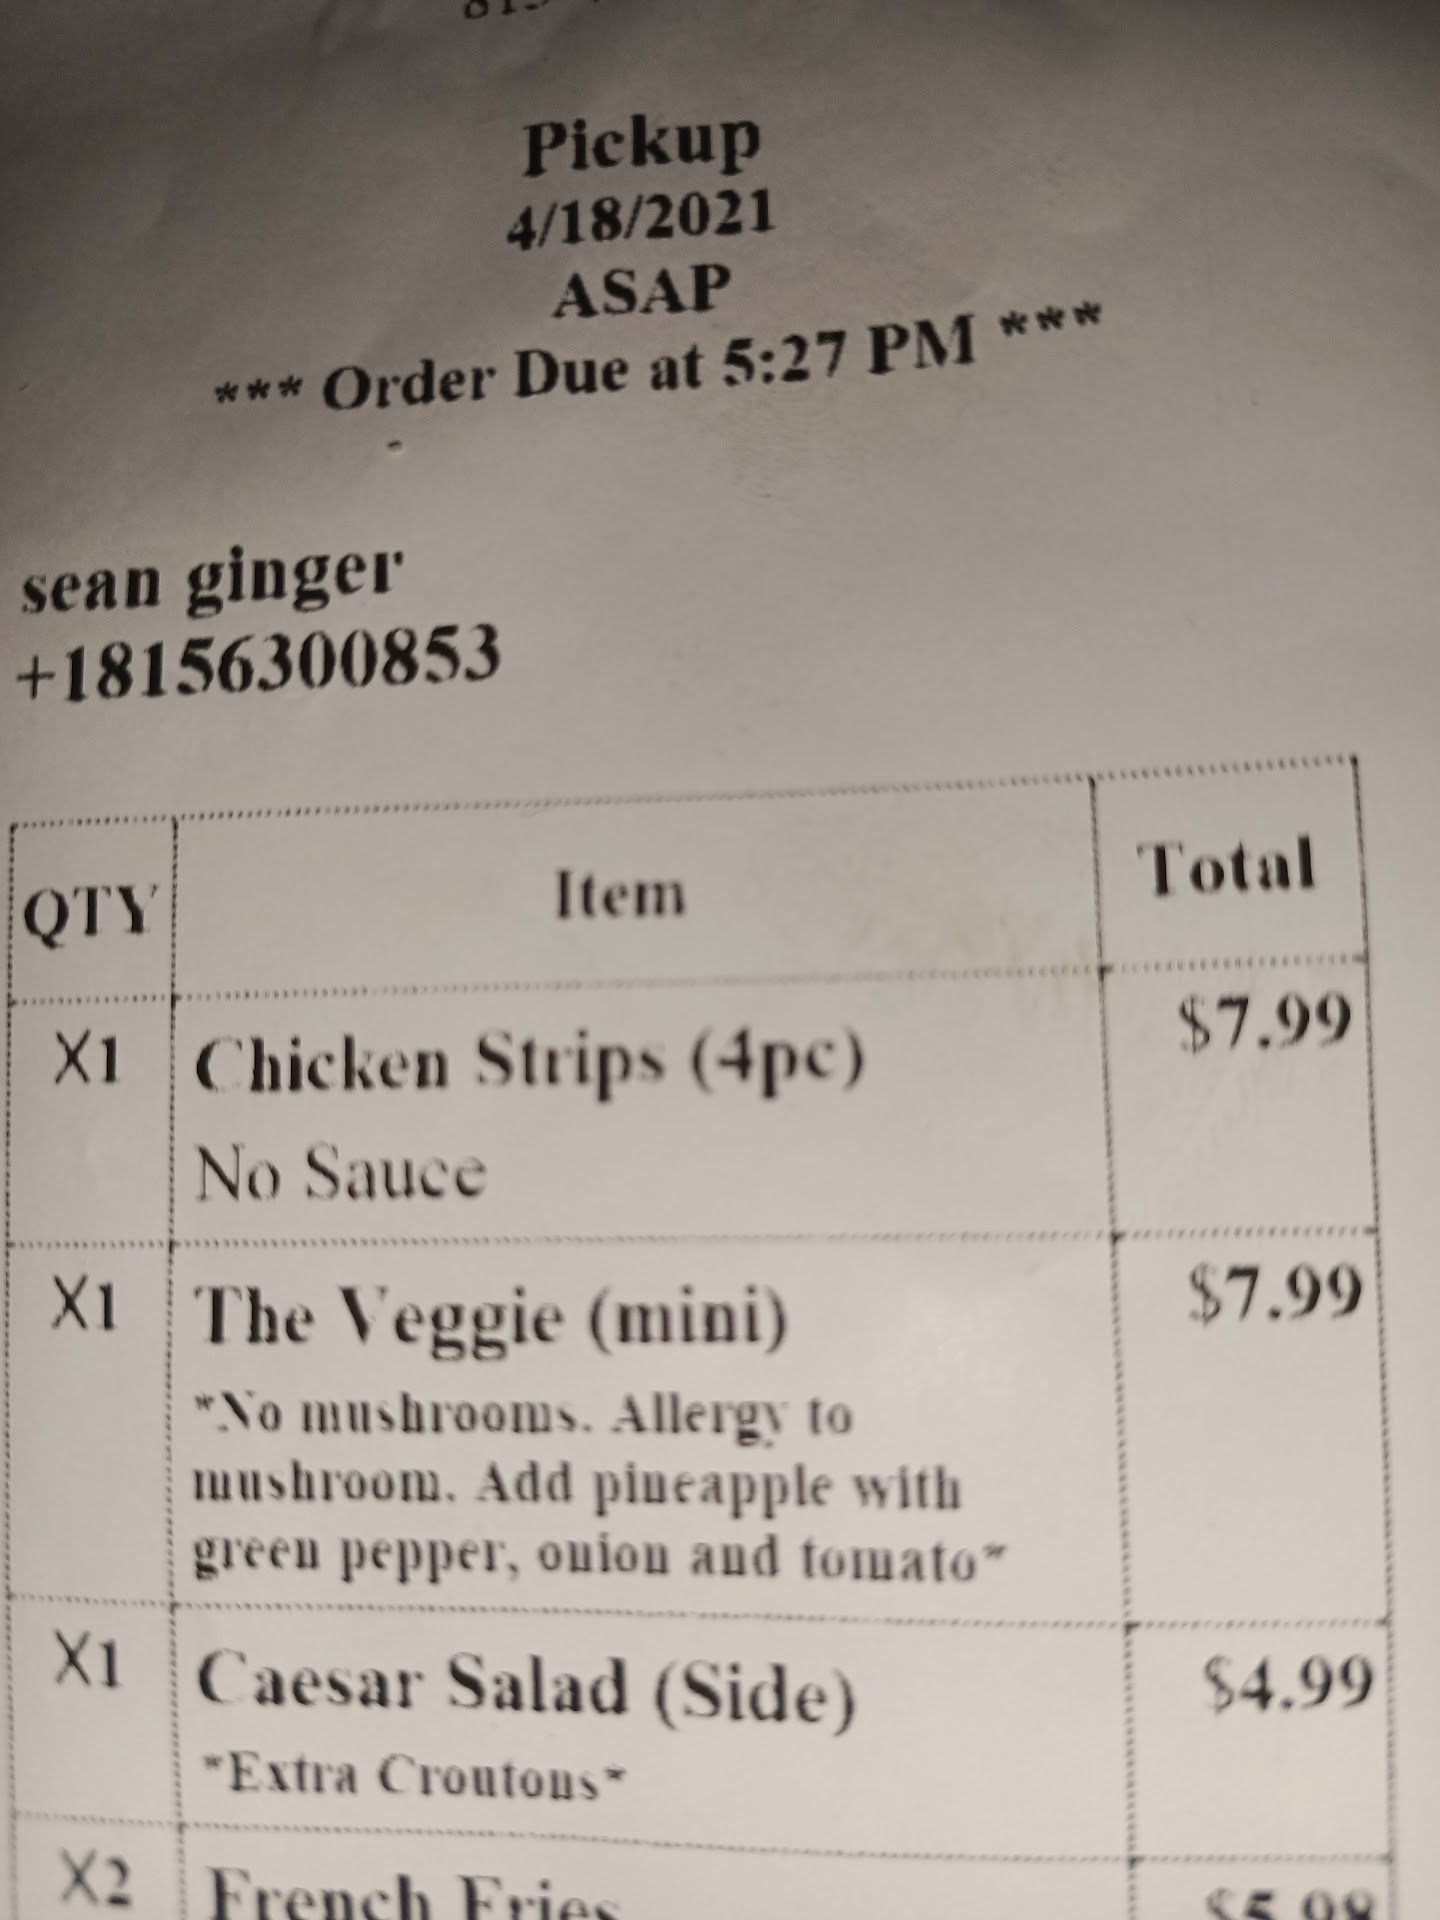 Pickup
4/18/2021
ASAP
*** Order Due at 5:27 PM ***
sean ginger
+18156300853
QTY Item Total
X1 Chicken Strips (4pc) $7.99
No Sauce
X1 The Veggie (mini) $7.99
*No mushrooms. Allergy to
mushroom. Add pineapple with
green pepper, onion and tomato*
X1 Caesar Salad (Side) $4.99
*Extra Croutons*
X2 French Fries $5.98